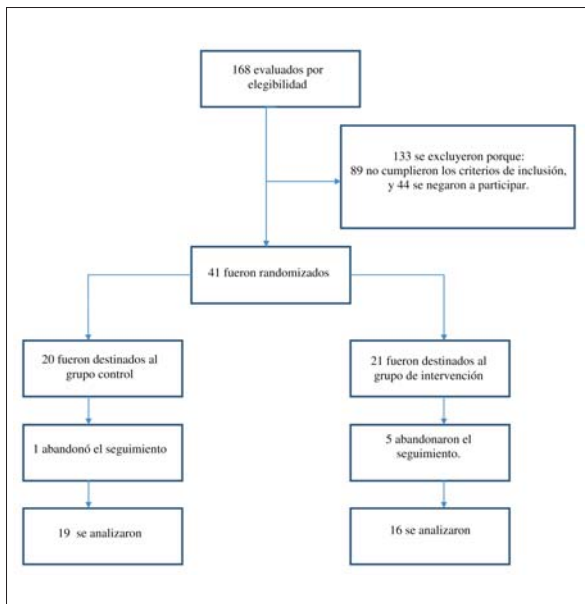 168 evaluados por
elegibilidad
133 se excluyeron porque:
89 no cumplieron los criterios de inclusión,
y 44 se negaron a participar.
41 fueron randomizados
20 fueron destinados al
grupo control
21 fueron destinados al
grupo de intervención
1 abandonó el seguimiento
5 abandonaron el
seguimiento.
19 se analizaron
16 se analizaron